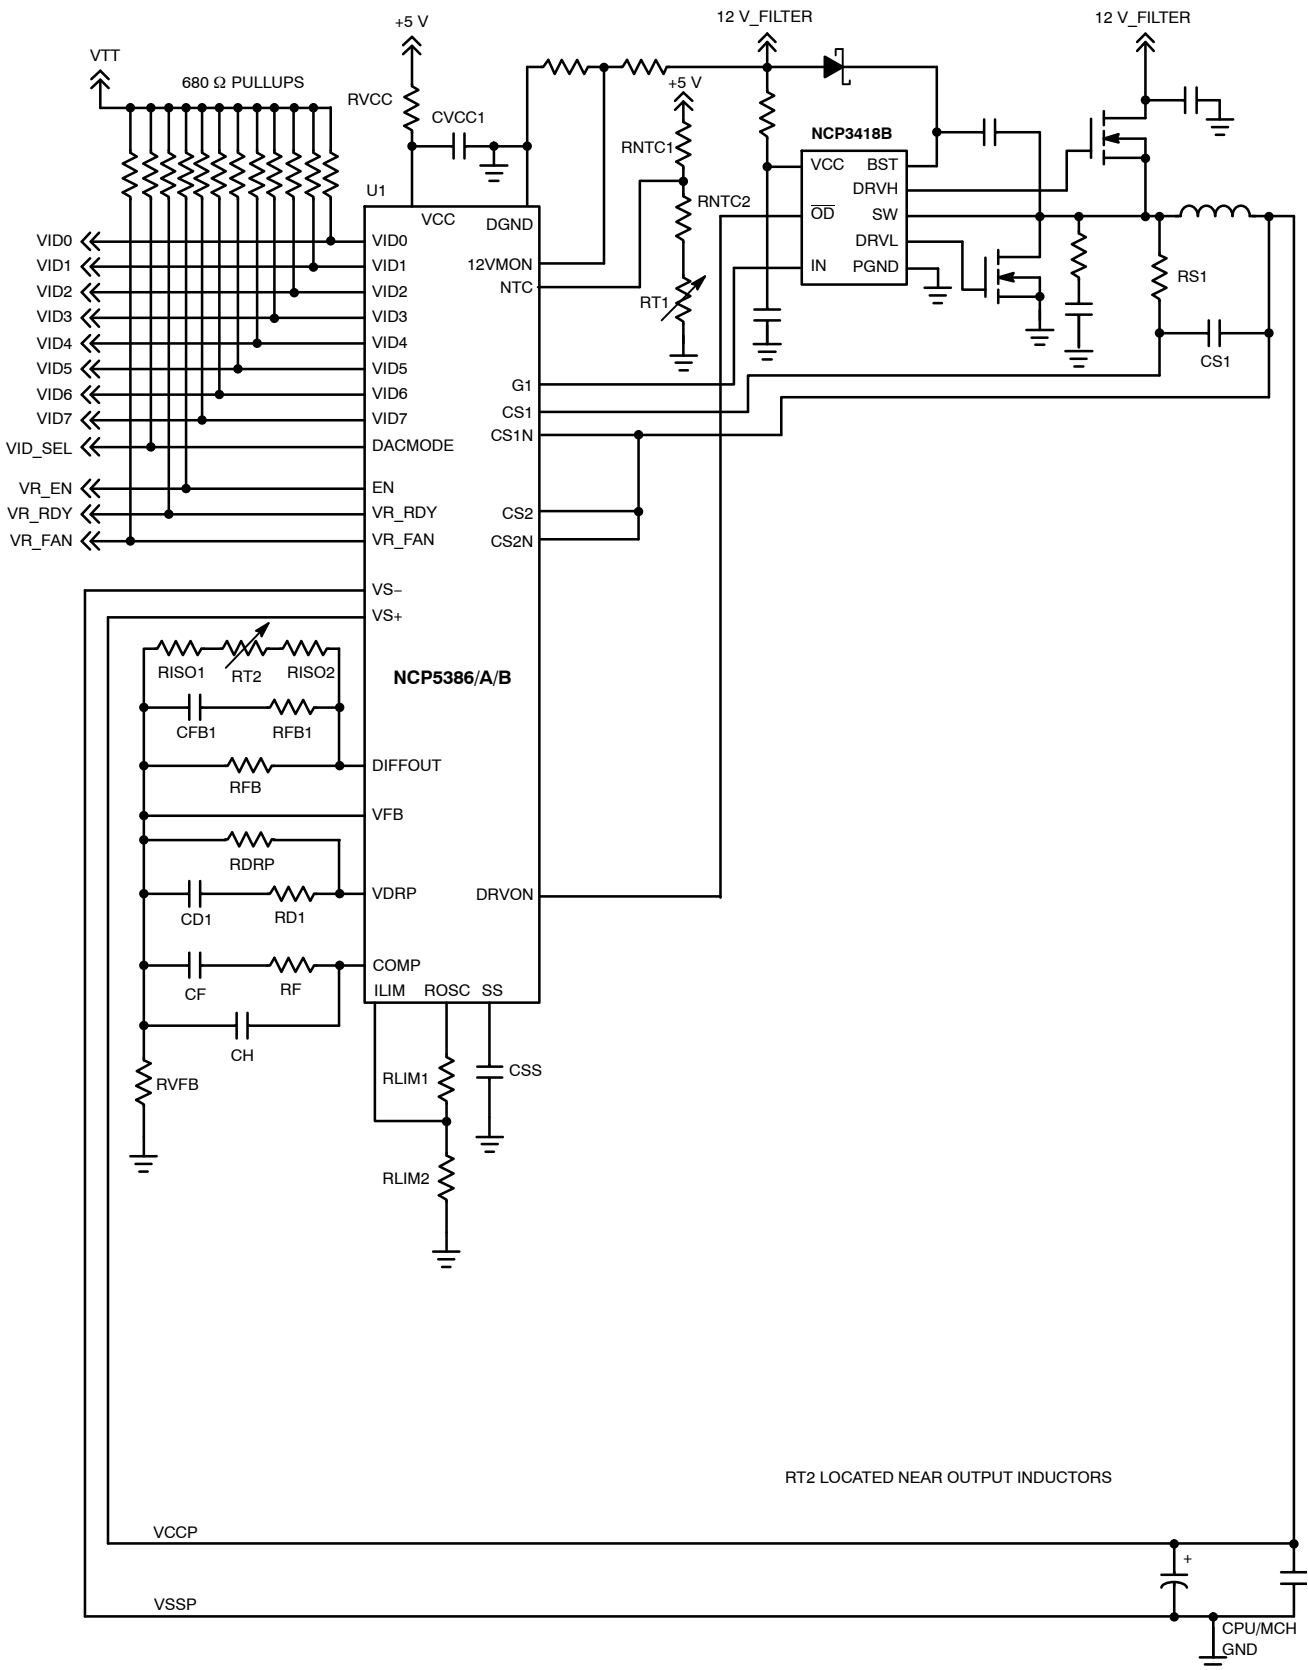 12 V_FILTER
12 V_FILTER
+5 V
VTT
680 Ω PULLUPS
+5 V
RVCC
CVCC1
NCP3418B
RNTC1
VCC
BST
DRVH
U1
RNTC2
VCC
DGND
OD
SW
VID0
VID0
DRVL
VID1
VID1
12VMON
IN
PGND
RS1
VID2
VID2
NTC
RT1
VID3
VID3
VID4
VID4
CS1
VID5
VID5
VID6
VID6
G1
VID7
VID7
CS1
VID_SEL
DACMODE
CS1N
VR_EN
EN
VR_RDY
VR_RDY
CS2
VR_FAN
VR_FAN
CS2N
VS−
VS+
RISO1
RT2
RISO2
NCP5386/A/B
CFB1
RFB1
DIFFOUT
RFB
VFB
RDRP
VDRP
DRVON
CD1
RD1
COMP
CF
RF
ILIM
ROSC
SS
CH
RLIM1
CSS
RVFB
RLIM2
RT2 LOCATED NEAR OUTPUT INDUCTORS
VCCP
+
VSSP
CPU/MCH
GND